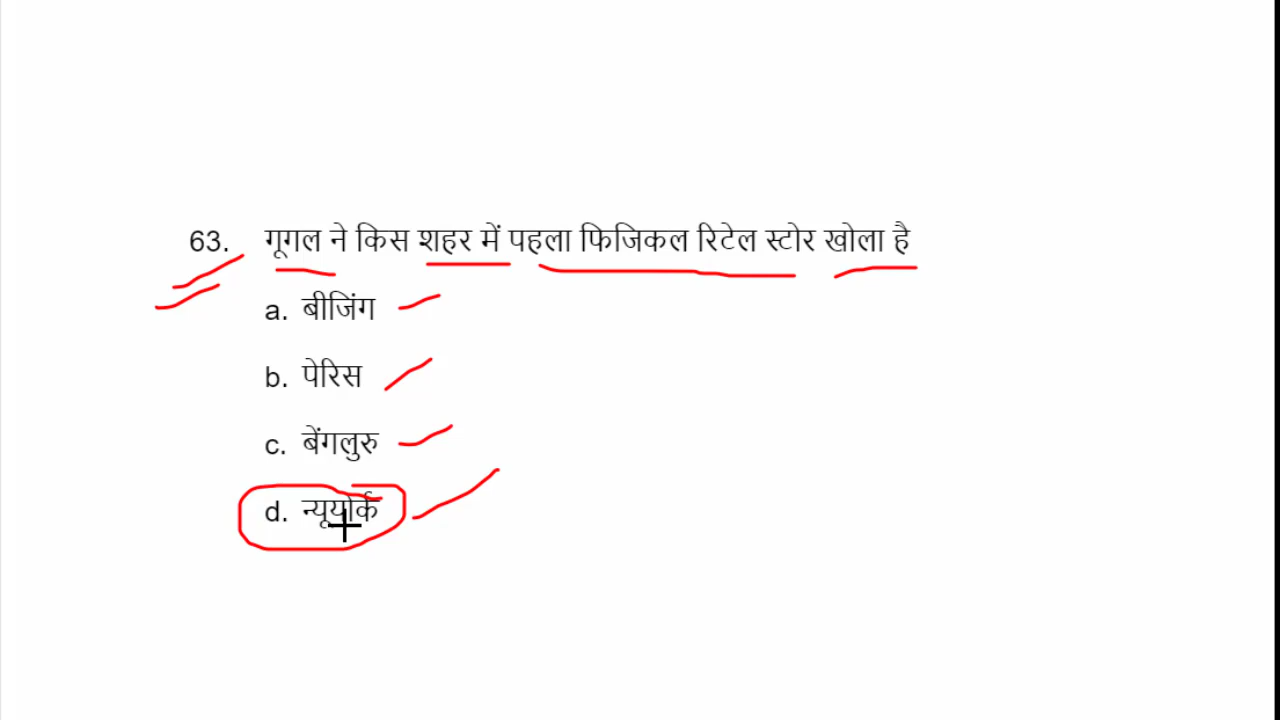 63. गूगल ने किस शहर में पहला फिजिकल रिटेल स्टोर खोला है
a. बीजिंग
b. पेरिस
c. बेंगलुरु
d. न्यूयोर्क